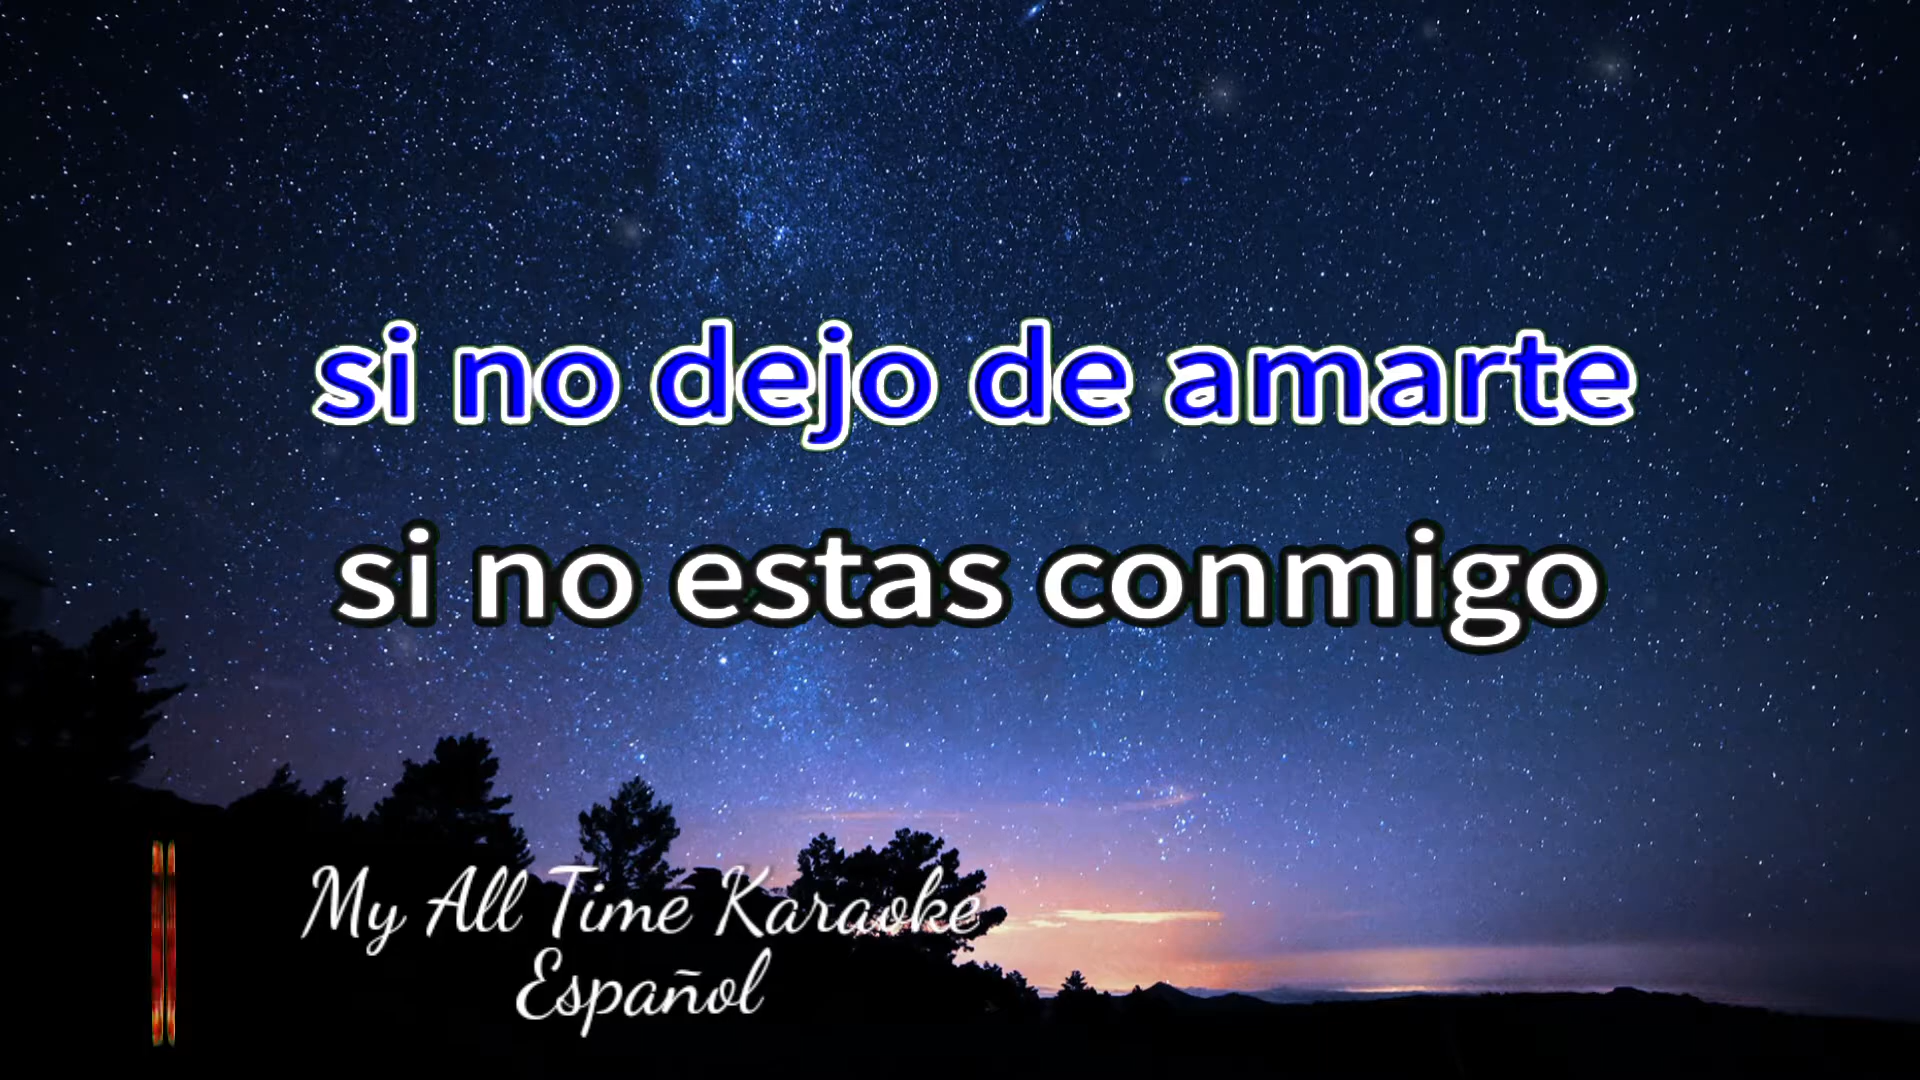 si no dejo de amarte
si no estas conmigo
My All Time Karaoke
Español